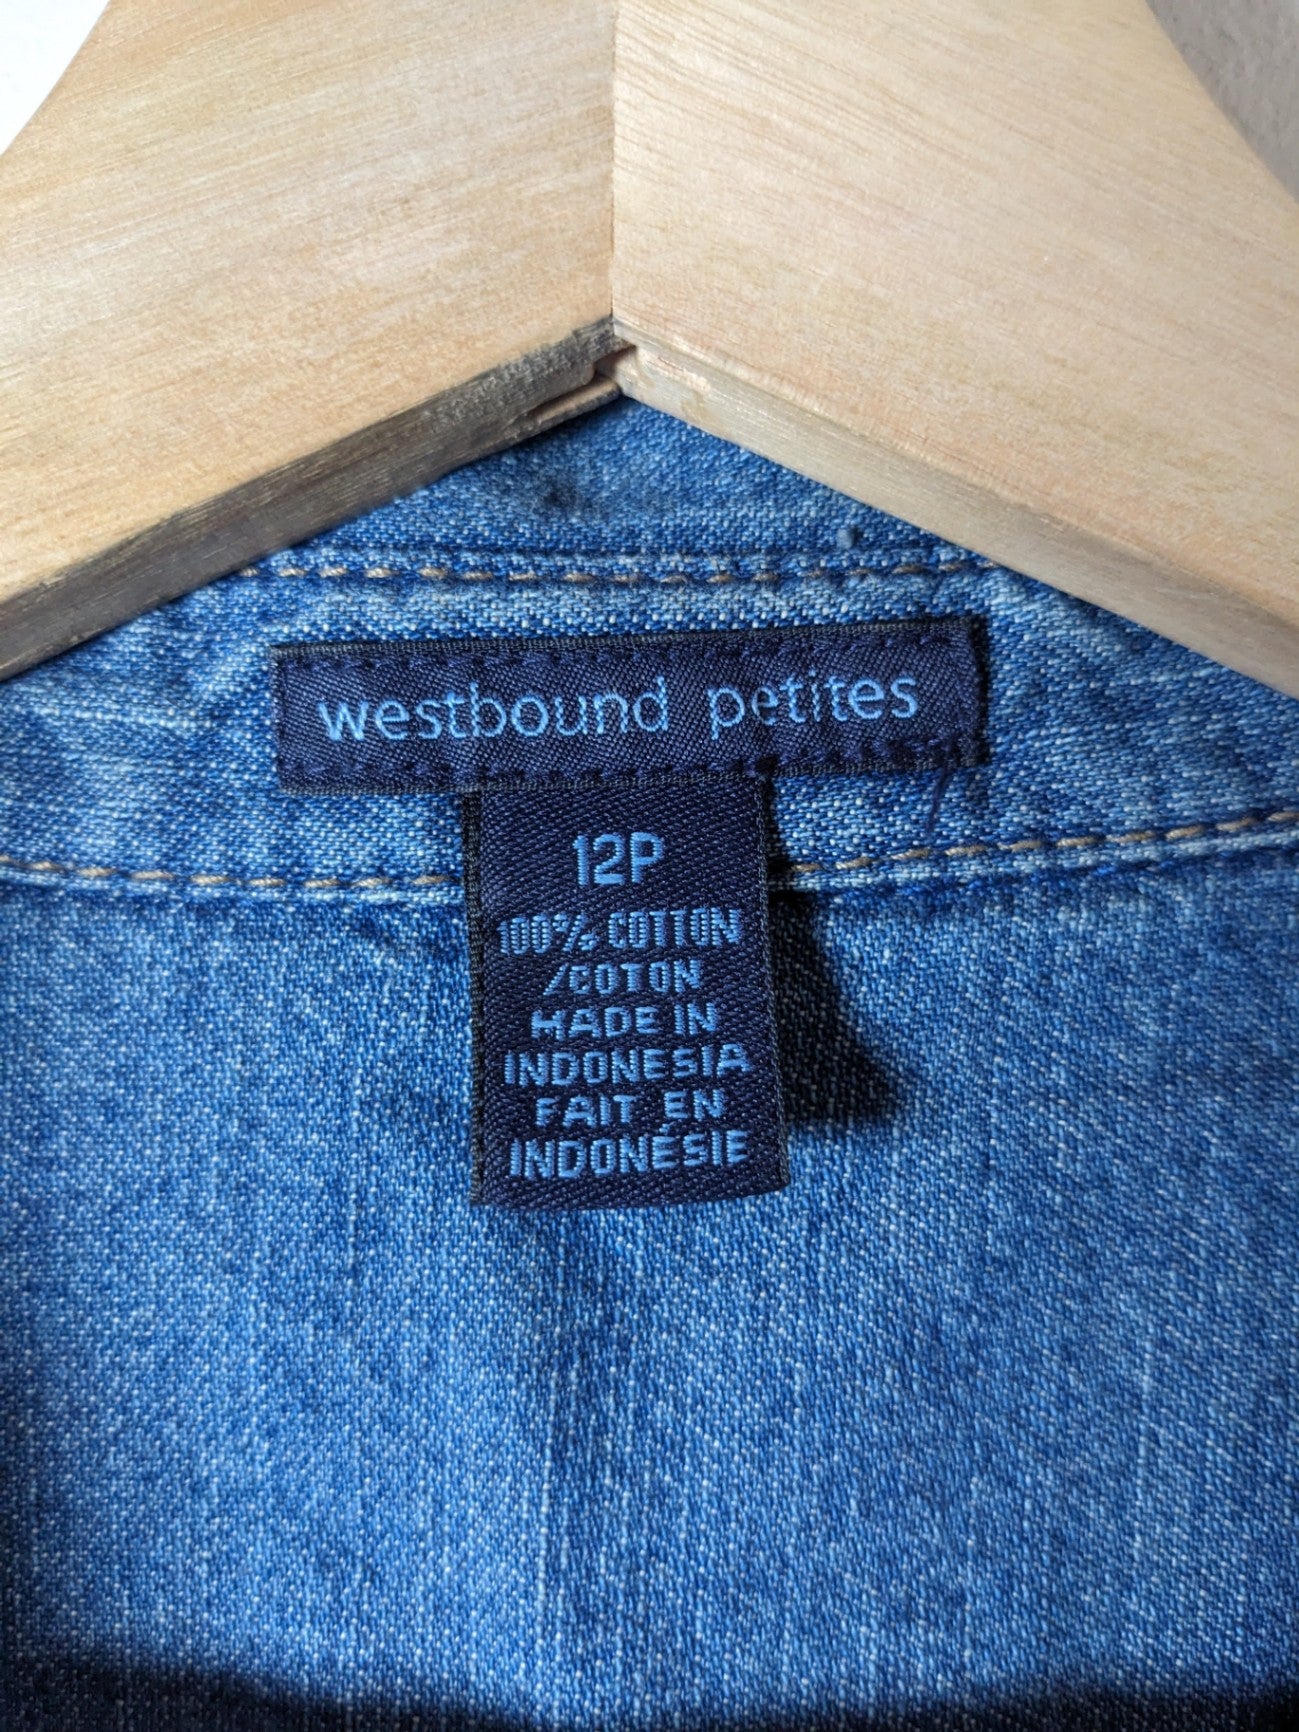 westbound petites
12P
100% COTTON
/COTON
MADE IN
INDONESIA
FAIT EN
INDONÉSIE